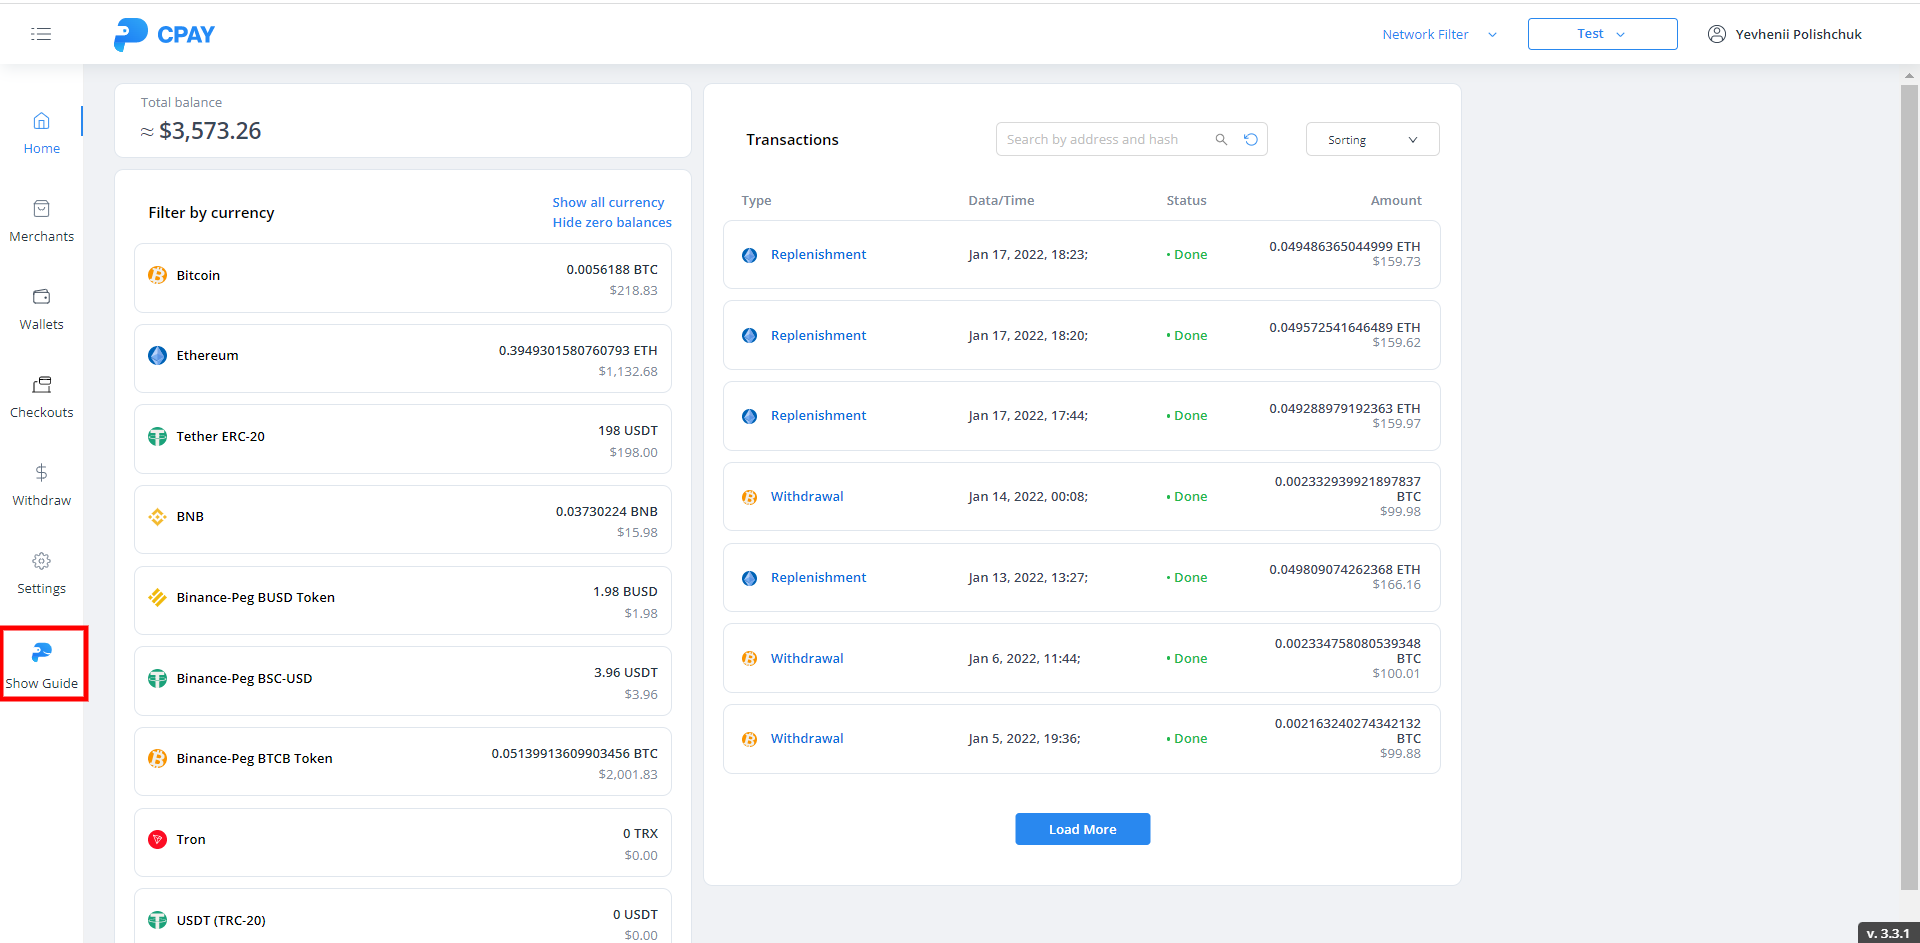 CPAY
Network Filter
Test
Yevhenii Polishchuk
Home
Merchants
Wallets
Checkouts
Withdraw
Settings
Show Guide
Total balance
≈ $3,573.26
Filter by currency
Show all currency
Hide zero balances
Bitcoin
0.0056188 BTC
$218.83
Ethereum
0.3949301580760793 ETH
$1,132.68
Tether ERC-20
198 USDT
$198.00
BNB
0.03730224 BNB
$15.98
Binance-Peg BUSD Token
1.98 BUSD
$1.98
Binance-Peg BSC-USD
3.96 USDT
$3.96
Binance-Peg BTCB Token
0.05139913609903456 BTC
$2,001.83
Tron
0 TRX
$0.00
USDT (TRC-20)
0 USDT
$0.00
Transactions
Search by address and hash
Sorting
Type Data/Time Status Amount
Replenishment Jan 17, 2022, 18:23; • Done 0.049486365044999 ETH
$159.73
Replenishment Jan 17, 2022, 18:20; • Done 0.049572541646489 ETH
$159.62
Replenishment Jan 17, 2022, 17:44; • Done 0.049288979192363 ETH
$159.97
Withdrawal Jan 14, 2022, 00:08; • Done 0.002332939921897837
BTC
$99.98
Replenishment Jan 13, 2022, 13:27; • Done 0.049809074262368 ETH
$166.16
Withdrawal Jan 6, 2022, 11:44; • Done 0.002334758080539348
BTC
$100.01
Withdrawal Jan 5, 2022, 19:36; • Done 0.002163240274342132
BTC
$99.88
Load More
v. 3.3.1